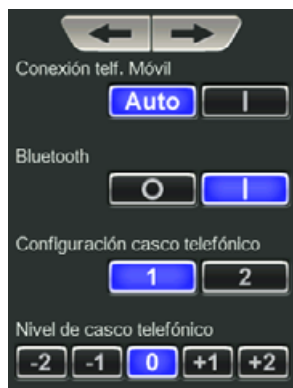 Conexión telf. Móvil
Auto I
Bluetooth
O I
Configuración casco telefónico
1 2
Nivel de casco telefónico
-2 -1 0 +1 +2